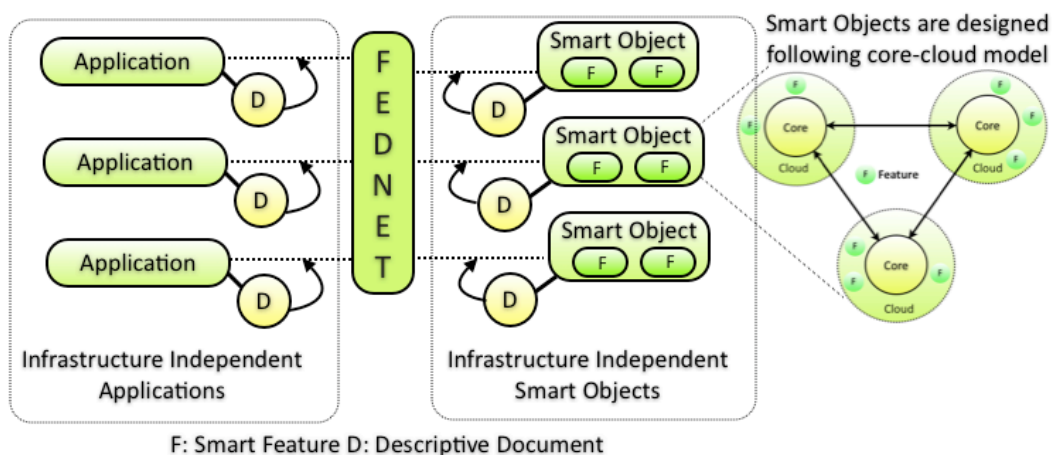 Application
D
Application
D
Application
D
Infrastructure Independent
Applications
F
E
D
N
E
T
Smart Object
F F
D
Smart Object
F F
D
Smart Object
F F
D
Infrastructure Independent
Smart Objects
Smart Objects are designed
following core-cloud model
F
F
Core
Cloud
F
F
F
Core
Cloud
F Feature
F
F
F
Core
Cloud
F: Smart Feature D: Descriptive Document